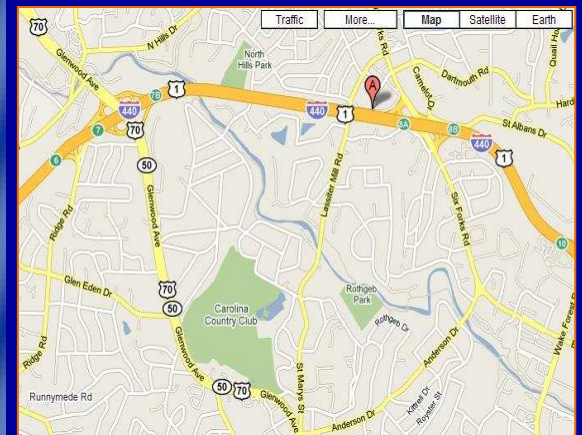 Traffic
More...
Map
Satellite
Earth
70
N Hills Dr
North
Hills Park
ks Rd
Camelot Dr
Dartmouth Rd
Quail Ho
Glenwood Ave
7B
1
A
440
70
440
1
8A
8B
Hard
St Albans Dr
7
440
1
6
50
Glenwood Ave
Lassiter Mill Rd
Six Forks Rd
Ridge Rd
10
Glen Eden Dr
70
50
Rothgeb
Park
Carolina
Country Club
Rothgeb Dr
Anderson Dr
Wake Forest R
Ridge Rd
Glenwood Ave
St Marys St
50
70
Kittrell Dr
Royster St
Runnymede Rd
Glenwood Ave
Anderson Dr